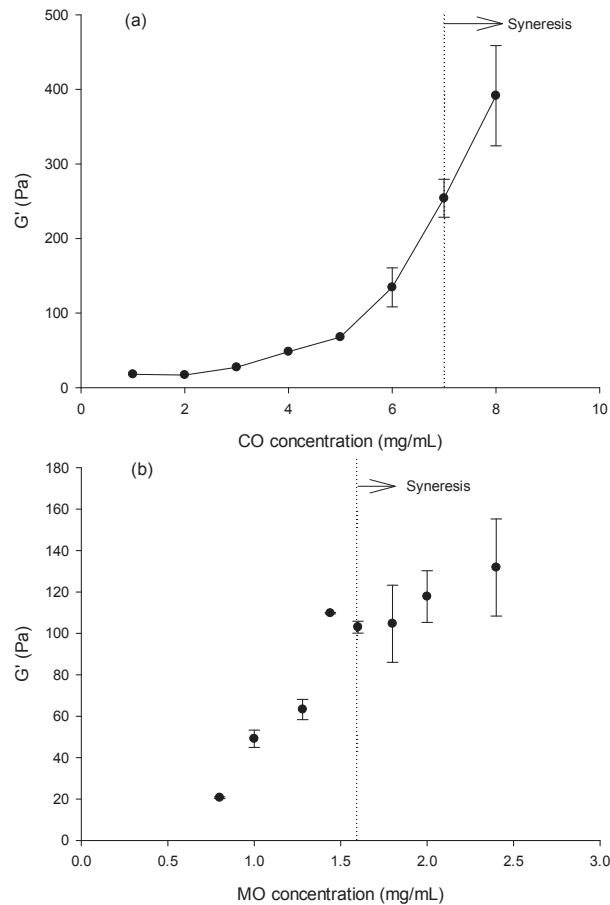 (a)
Syneresis
500
400
300
200
100
0
G' (Pa)
0 2 4 6 8 10
CO concentration (mg/mL)
(b)
Syneresis
180
160
140
120
100
80
60
40
20
0
G' (Pa)
0.0 0.5 1.0 1.5 2.0 2.5 3.0
MO concentration (mg/mL)